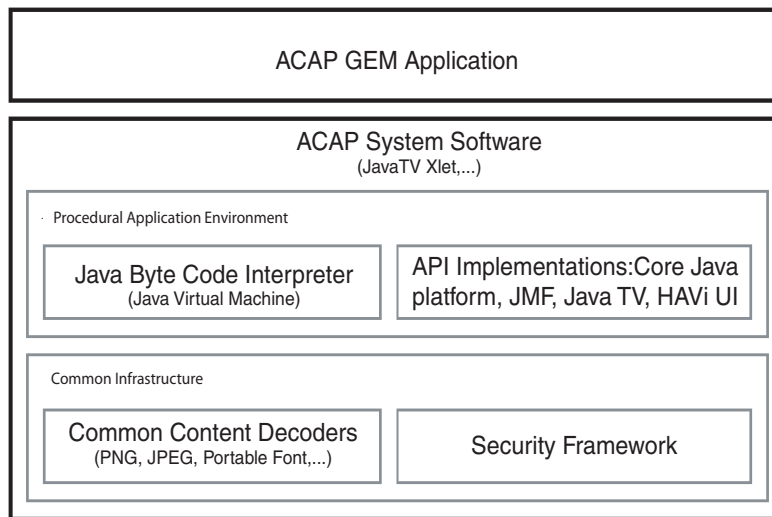 ACAP GEM Application
ACAP System Software
(JavaTV Xlet,...)
· Procedural Application Environment
Java Byte Code Interpreter
(Java Virtual Machine)
API Implementations:Core Java
platform, JMF, Java TV, HAVi UI
Common Infrastructure
Common Content Decoders
(PNG, JPEG, Portable Font,...)
Security Framework